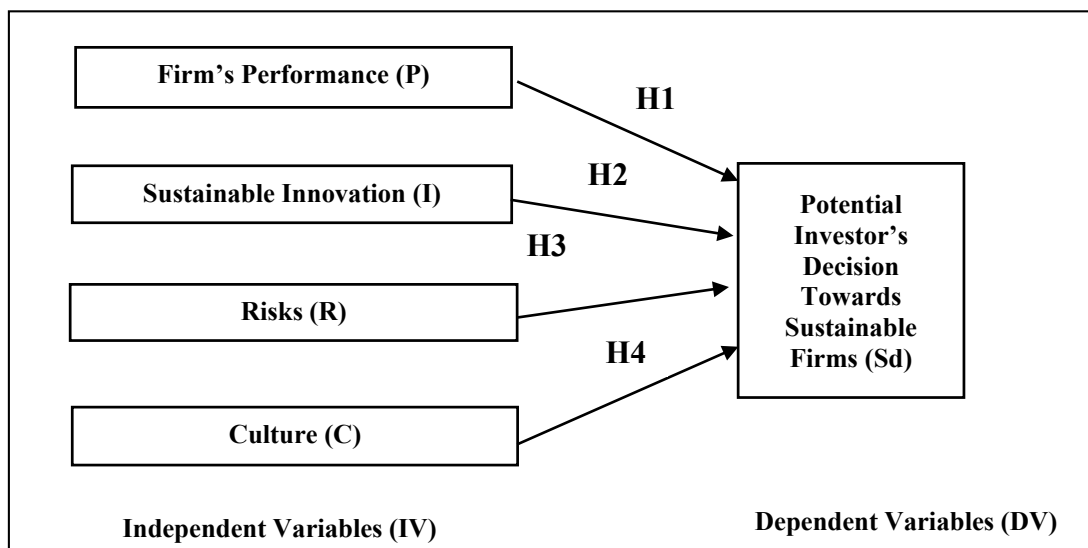 Firm’s Performance (P)
H1
Sustainable Innovation (I)
H2
H3
Risks (R)
H4
Culture (C)
Potential
Investor’s
Decision
Towards
Sustainable
Firms (Sd)
Independent Variables (IV)
Dependent Variables (DV)